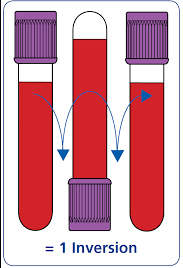 = 1 Inversion